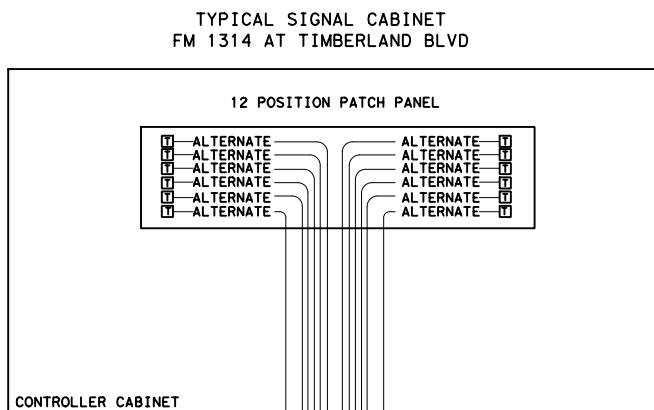 TYPICAL SIGNAL CABINET
FM 1314 AT TIMBERLAND BLVD
12 POSITION PATCH PANEL
T ALTERNATE ALTERNATE T
T ALTERNATE ALTERNATE T
T ALTERNATE ALTERNATE T
T ALTERNATE ALTERNATE T
T ALTERNATE ALTERNATE T
T ALTERNATE ALTERNATE T
CONTROLLER CABINET